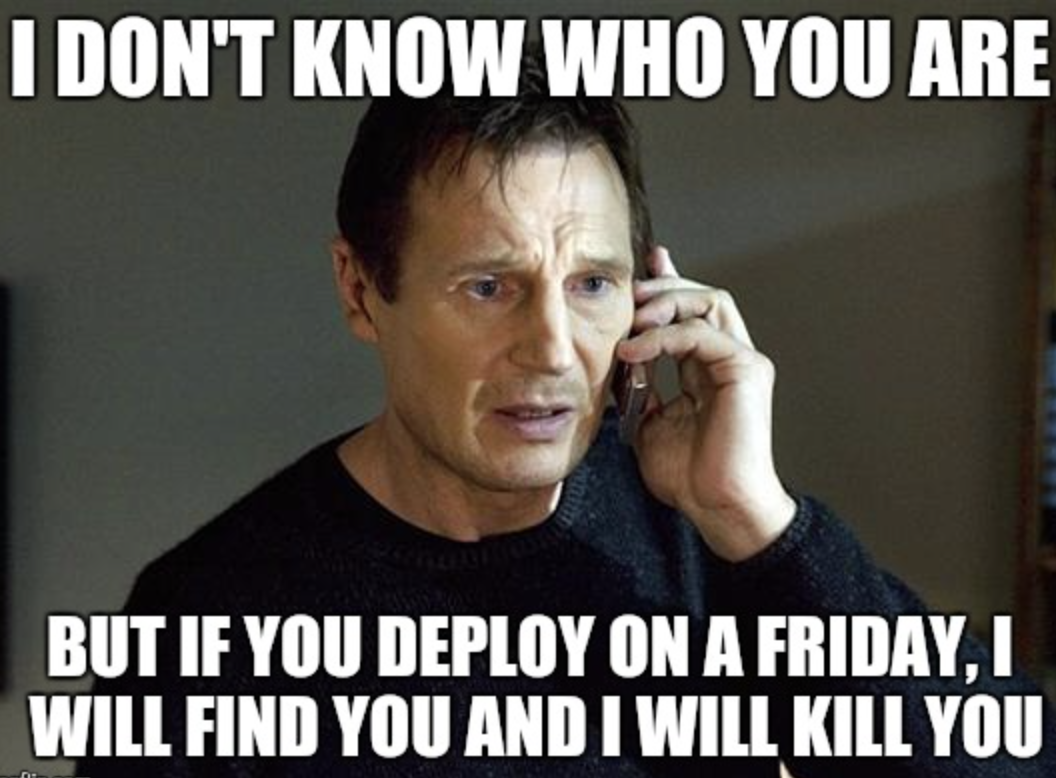 I DON'T KNOW WHO YOU ARE
BUT IF YOU DEPLOY ON A FRIDAY, I
WILL FIND YOU AND I WILL KILL YOU